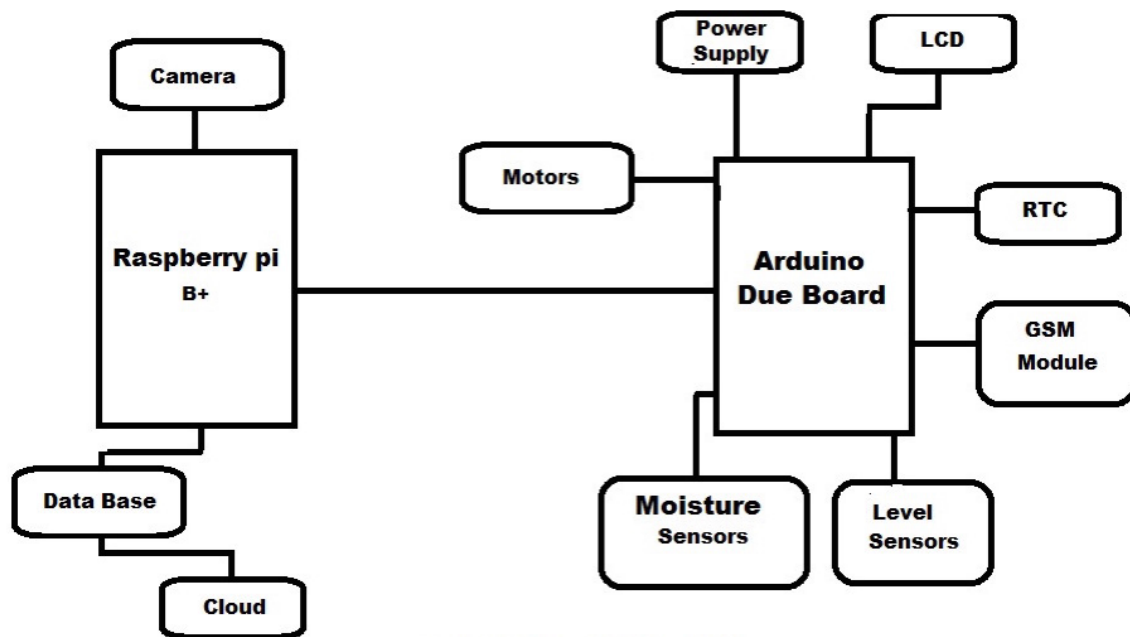 Power
Supply
LCD
Camera
Motors
RTC
Raspberry pi
B+
Arduino
Due Board
GSM
Module
Data Base
Moisture
Sensors
Level
Sensors
Cloud